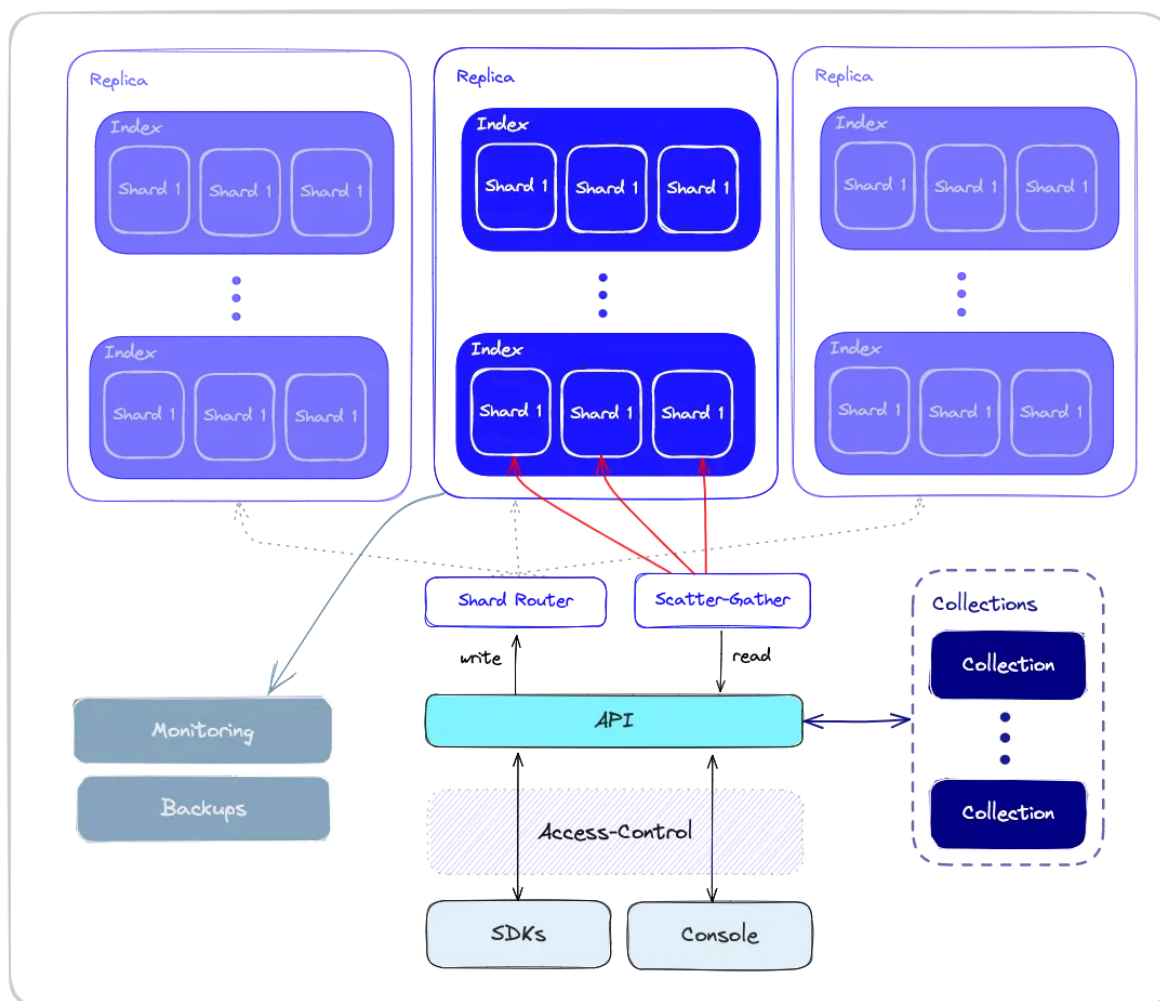 Replica
Index
Shard 1
Shard 1
Shard 1
Index
Shard 1
Shard 1
Shard 1
Replica
Index
Shard 1
Shard 1
Shard 1
Index
Shard 1
Shard 1
Shard 1
Replica
Index
Shard 1
Shard 1
Shard 1
Index
Shard 1
Shard 1
Shard 1
Shard Router
Scatter-Gather
write
read
API
Monitoring
Backups
Access-Control
SDKs
Console
Collections
Collection
Collection